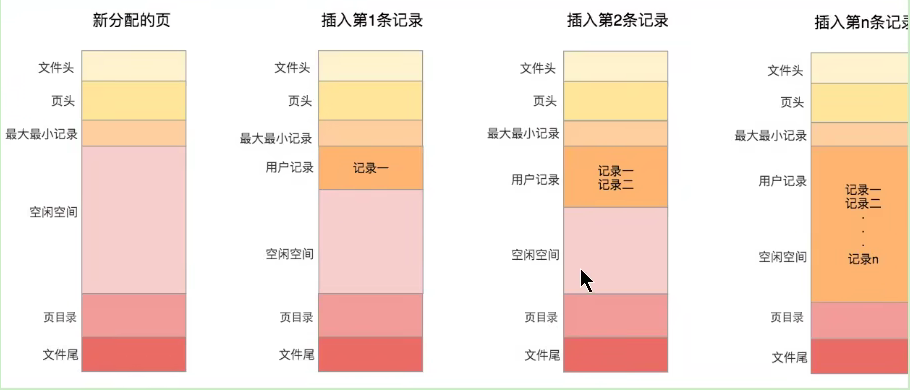 新分配的页
文件头
页头
最大最小记录
空闲空间
页目录
文件尾
插入第1条记录
文件头
页头
最大最小记录
用户记录
记录一
空闲空间
页目录
文件尾
插入第2条记录
文件头
页头
最大最小记录
用户记录
记录一
记录二
空闲空间
页目录
文件尾
插入第n条记录
文件头
页头
最大最小记录
用户记录
记录一
记录二
.
.
.
记录n
空闲空间
页目录
文件尾